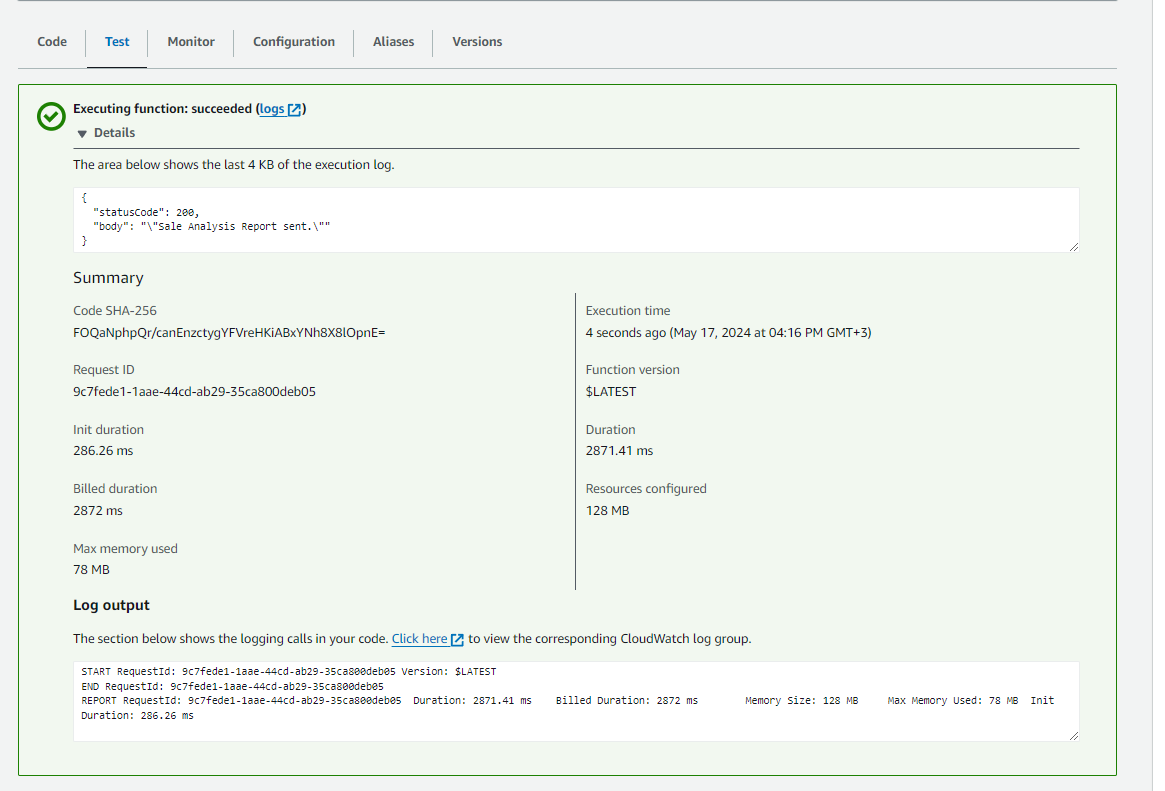 Code Test Monitor Configuration Aliases Versions
Executing function: succeeded (logs)
Details
The area below shows the last 4 KB of the execution log.
{
"statusCode": 200,
"body": "\"Sale Analysis Report sent.\""
}
Summary
Code SHA-256
FOQaNphpQr/canEnzctygYFVreHKiABxYNh8X8lOpnE=
Request ID
9c7fede1-1aae-44cd-ab29-35ca800deb05
Init duration
286.26 ms
Billed duration
2872 ms
Max memory used
78 MB
Execution time
4 seconds ago (May 17, 2024 at 04:16 PM GMT+3)
Function version
$LATEST
Duration
2871.41 ms
Resources configured
128 MB
Log output
The section below shows the logging calls in your code. Click here to view the corresponding CloudWatch log group.
START RequestId: 9c7fede1-1aae-44cd-ab29-35ca800deb05 Version: $LATEST
END RequestId: 9c7fede1-1aae-44cd-ab29-35ca800deb05
REPORT RequestId: 9c7fede1-1aae-44cd-ab29-35ca800deb05 Duration: 2871.41 ms Billed Duration: 2872 ms Memory Size: 128 MB Max Memory Used: 78 MB Init
Duration: 286.26 ms